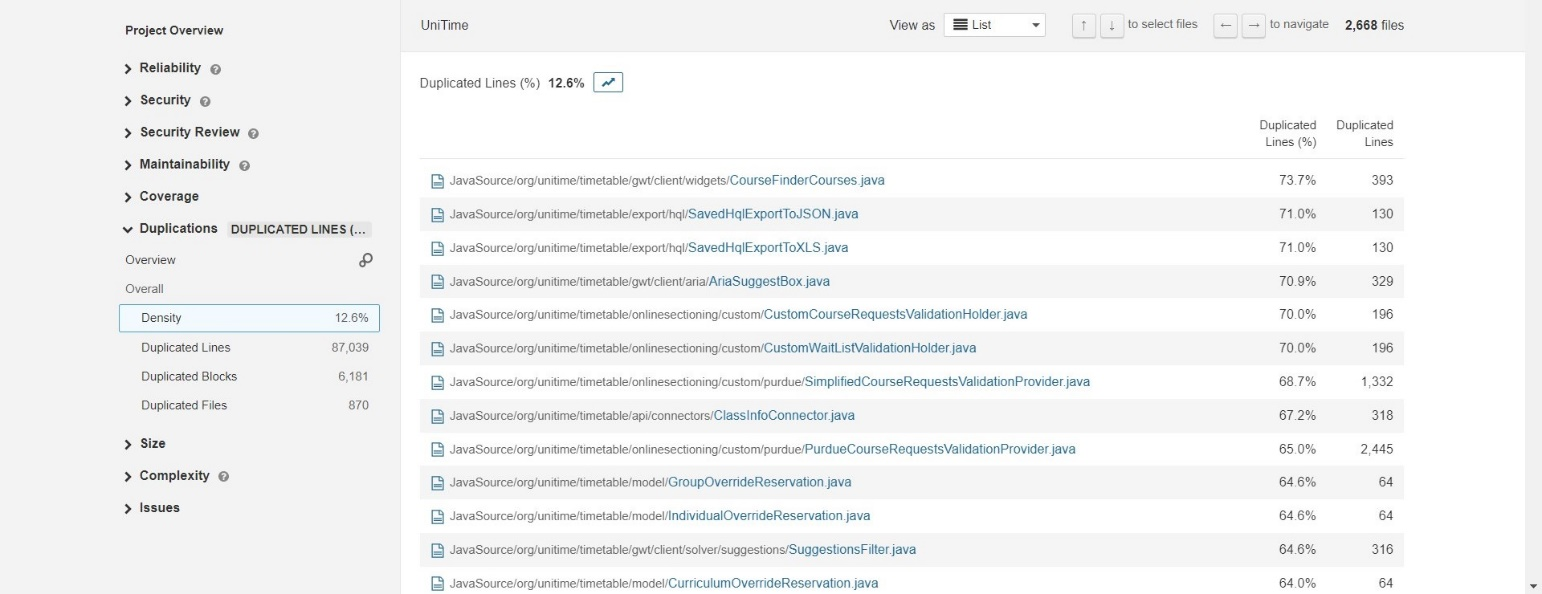 Project Overview
Reliability
Security
Security Review
Maintainability
Coverage
Duplications DUPLICATED LINES (...
Overview
Overall
Density 12.6%
Duplicated Lines 87,039
Duplicated Blocks 6,181
Duplicated Files 870
Size
Complexity
Issues
UniTime View as List ↑ ↓ to select files ← → to navigate 2,668 files
Duplicated Lines (%) 12.6%
Duplicated Duplicated
Lines (%) Lines
JavaSource/org/unitime/timetable/gwt/client/widgets/CourseFinderCourses.java 73.7% 393
JavaSource/org/unitime/timetable/export/hql/SavedHqlExportToJSON.java 71.0% 130
JavaSource/org/unitime/timetable/export/hql/SavedHqlExportToXLS.java 71.0% 130
JavaSource/org/unitime/timetable/gwt/client/aria/AriaSuggestBox.java 70.9% 329
JavaSource/org/unitime/timetable/onlinesectioning/custom/CustomCourseRequestsValidationHolder.java 70.0% 196
JavaSource/org/unitime/timetable/onlinesectioning/custom/CustomWaitListValidationHolder.java 70.0% 196
JavaSource/org/unitime/timetable/onlinesectioning/custom/purdue/SimplifiedCourseRequestsValidationProvider.java 68.7% 1,332
JavaSource/org/unitime/timetable/api/connectors/ClassInfoConnector.java 67.2% 318
JavaSource/org/unitime/timetable/onlinesectioning/custom/purdue/PurdueCourseRequestsValidationProvider.java 65.0% 2,445
JavaSource/org/unitime/timetable/model/GroupOverrideReservation.java 64.6% 64
JavaSource/org/unitime/timetable/model/IndividualOverrideReservation.java 64.6% 64
JavaSource/org/unitime/timetable/gwt/client/solver/suggestions/SuggestionsFilter.java 64.6% 316
JavaSource/org/unitime/timetable/model/CurriculumOverrideReservation.java 64.0% 64